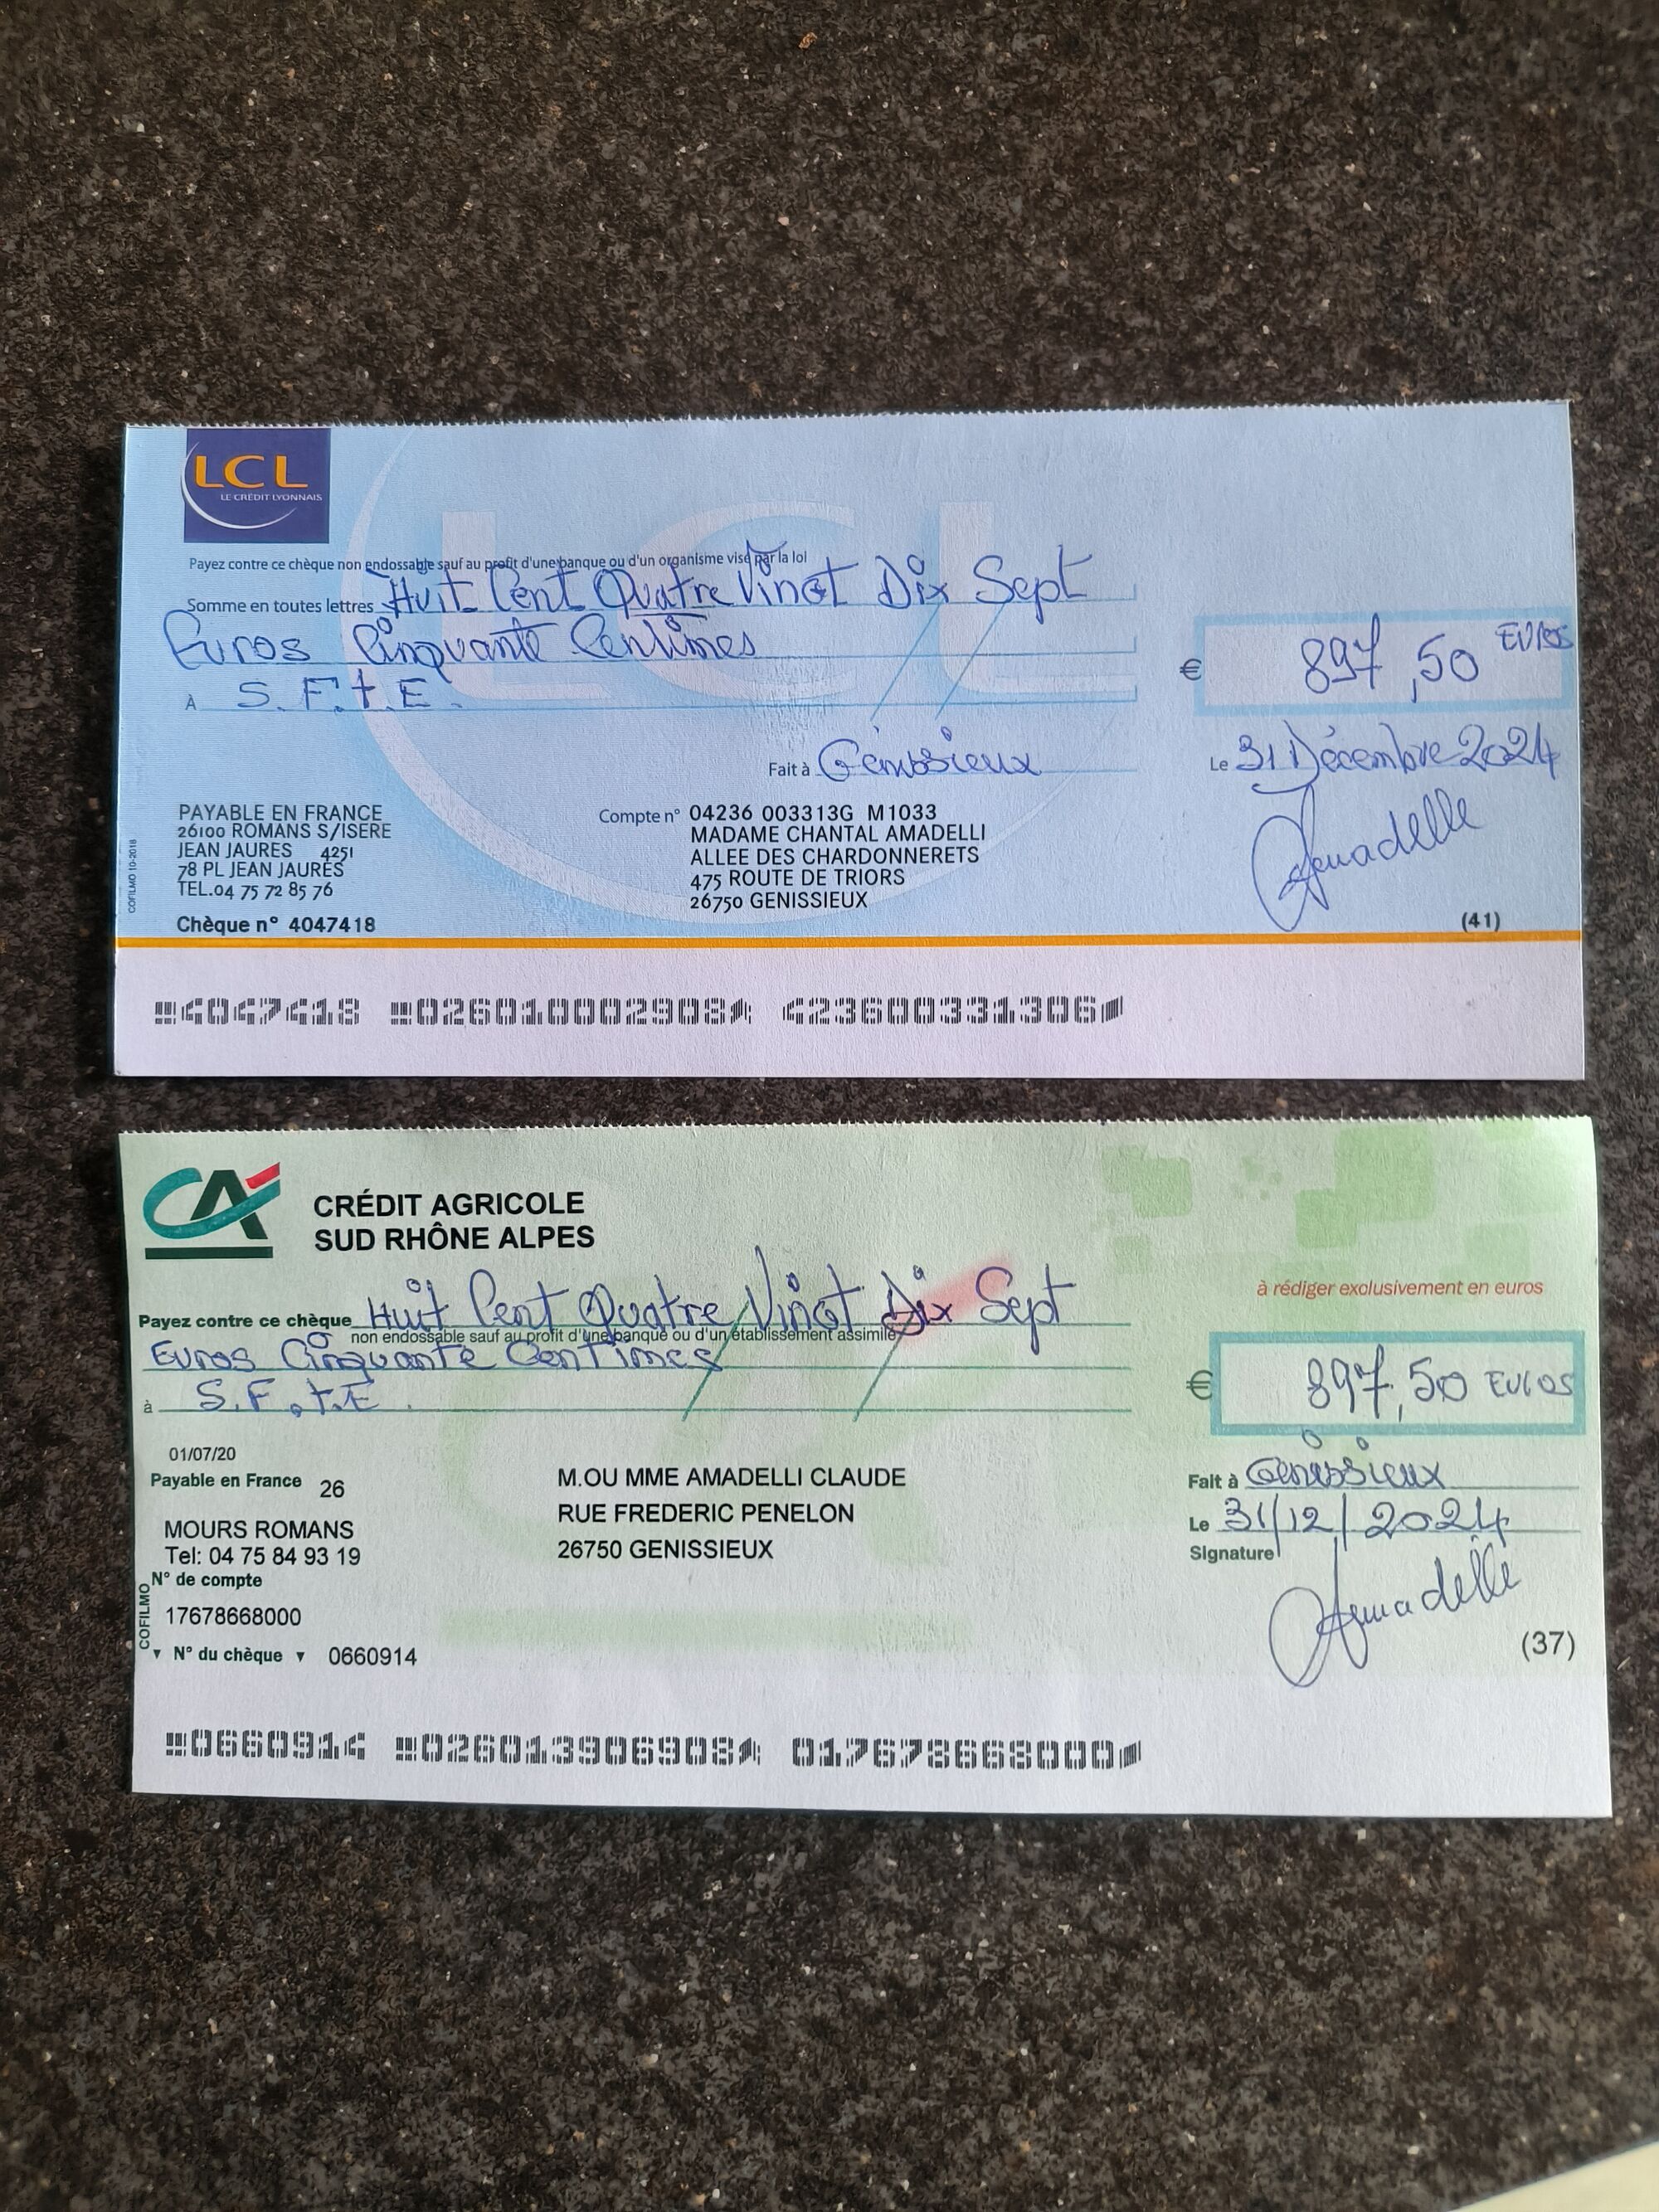 LCL
LE CRÉDIT LYONNAIS
Payez contre ce chèque non endossable sauf au profit d'une banque ou d'un organisme visé par la loi
Somme en toutes lettres Huit Cent Quatre Vingt Dix Sept
Euros Cinquante Centimes
€ 897,50 EUROS
À S.F.t.E.
Fait à Génissieux
Le 31 Décembre 2024
PAYABLE EN FRANCE
26100 ROMANS S/ISERE
JEAN JAURES 4251
78 PL JEAN JAURES
TEL.04 75 72 85 76
Chèque n° 4047418
COFILMO 10-2018
Compte n° 04236 003313G M1033
MADAME CHANTAL AMADELLI
ALLEE DES CHARDONNERETS
475 ROUTE DE TRIORS
26750 GENISSIEUX
(41)
4047418 026010002908 423600331306
CA
CRÉDIT AGRICOLE
SUD RHÔNE ALPES
à rédiger exclusivement en euros
Payez contre ce chèque Huit Cent Quatre Vingt Dix Sept
non endossable sauf au profit d'une banque ou d'un établissement assimilé
Euros Cinquante Centimes
€ 897,50 EUROS
à S.F.t.E.
01/07/20
Payable en France 26
MOURS ROMANS
Tel: 04 75 84 93 19
N° de compte
17678668000
COFILMO
N° du chèque 0660914
M.OU MME AMADELLI CLAUDE
RUE FREDERIC PENELON
26750 GENISSIEUX
Fait à Génissieux
Le 31/12/2024
Signature
(37)
0660914 026013906908 017678668000